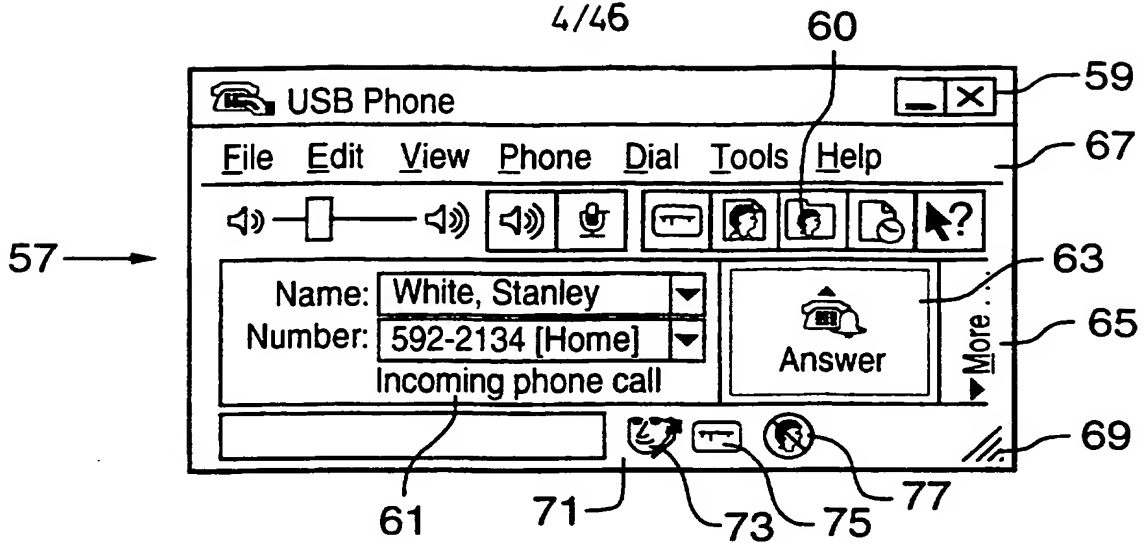 4/46
60
USB Phone
59
File Edit View Phone Dial Tools Help
67
?
57
Name: White, Stanley
63
Number: 592-2134 [Home]
Answer
More...
65
Incoming phone call
69
61
71
73
75
77